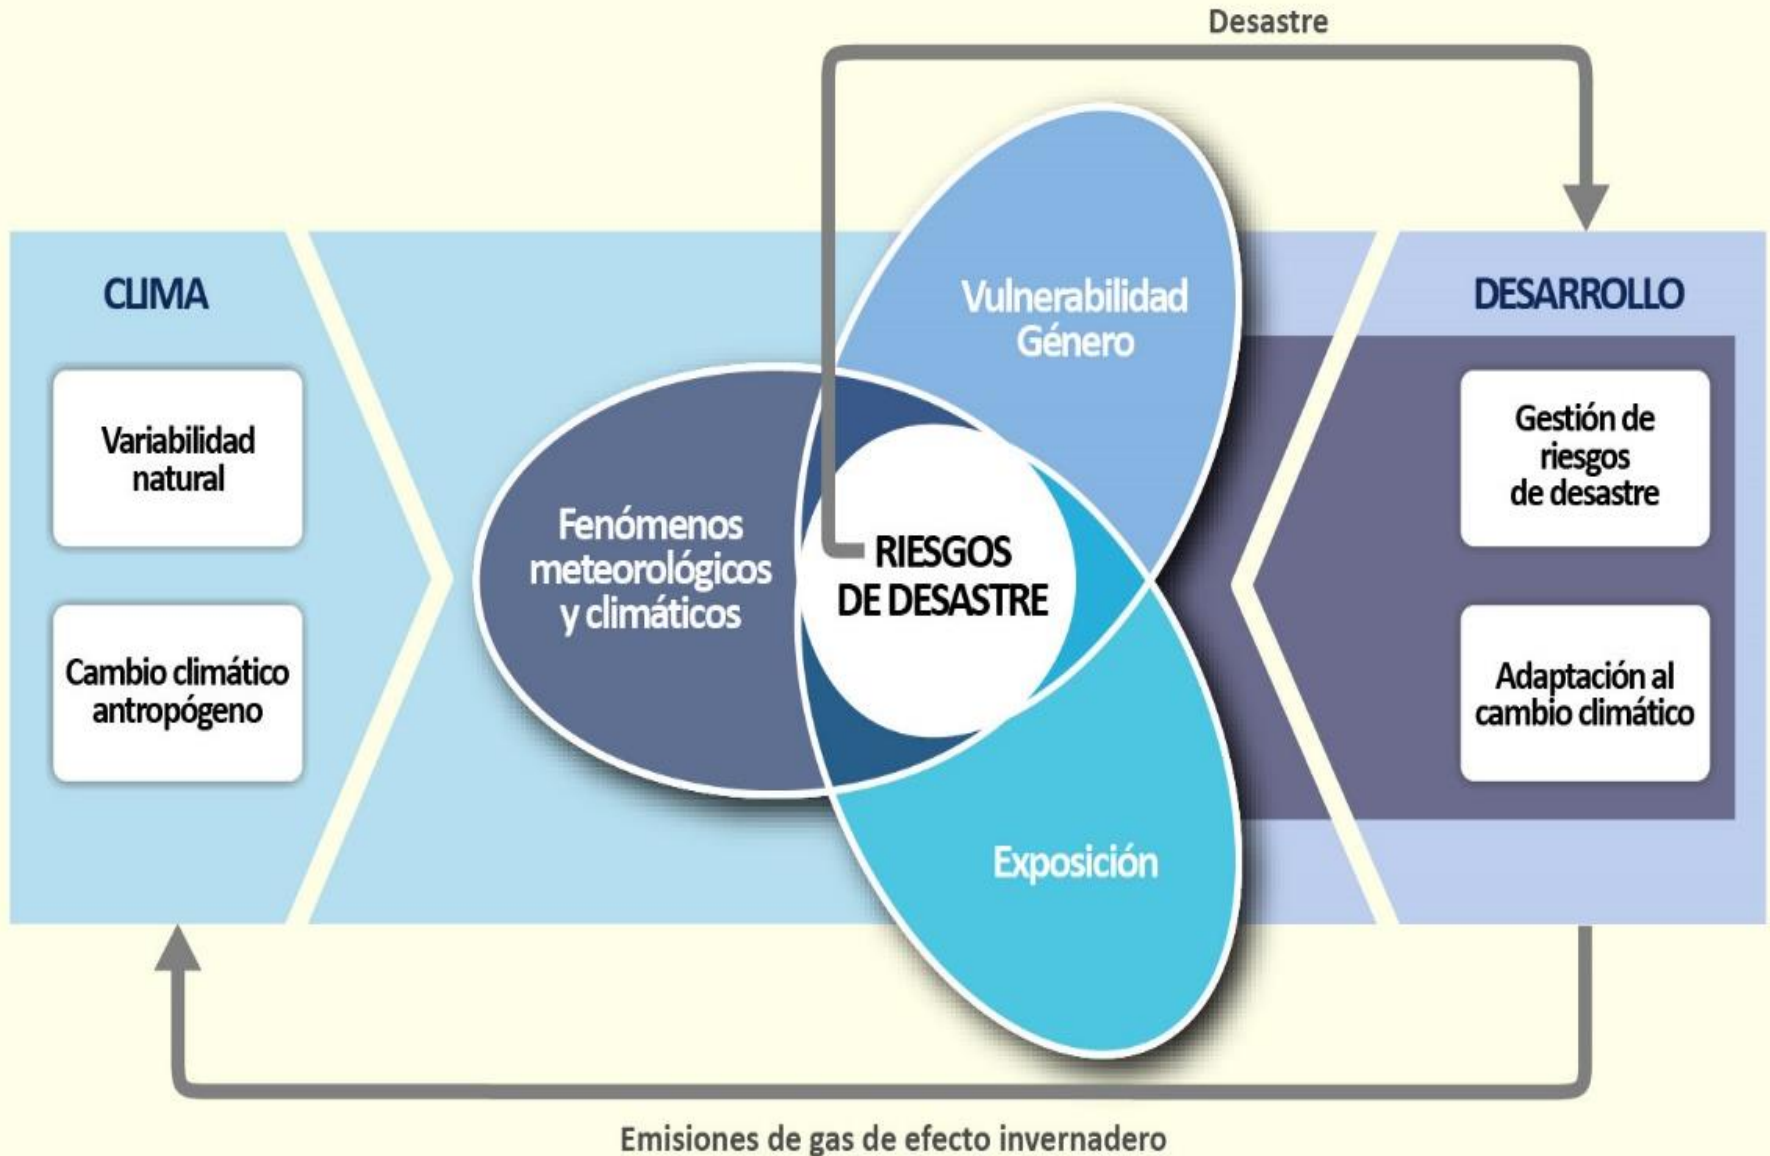 Desastre
CLIMA
Variabilidad
natural
Cambio climático
antropógeno
Fenómenos
meteorológicos
y climáticos
Vulnerabilidad
Género
RIESGOS
DE DESASTRE
Exposición
DESARROLLO
Gestión de
riesgos
de desastre
Adaptación al
cambio climático
Emisiones de gas de efecto invernadero